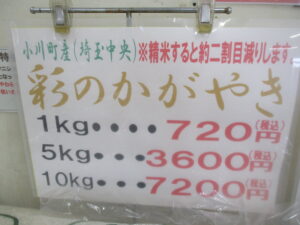 小川町産(埼玉中央)※精米すると約二割目減りします
彩のかがやき
1kg・・・・720円(税込)
5kg・・・3600円(税込)
10kg・・・7200円(税込)
特